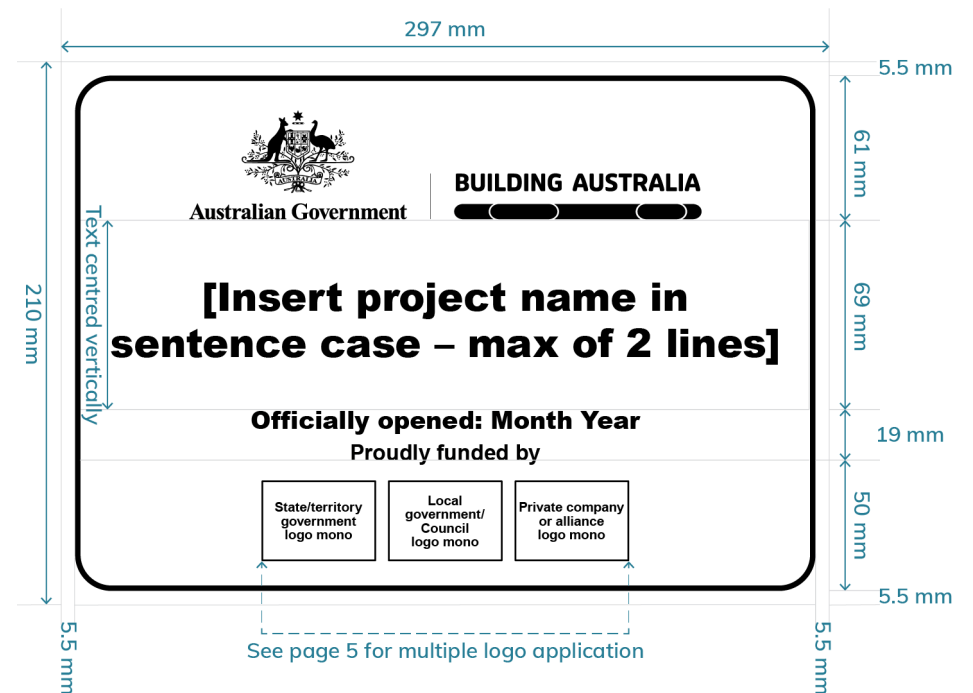 297 mm
5.5 mm
61 mm
AUSTRALIA
Australian Government
BUILDING AUSTRALIA
Text centred vertically
210 mm
69 mm
[Insert project name in
sentence case – max of 2 lines]
Officially opened: Month Year
19 mm
Proudly funded by
State/territory
government
logo mono
Local
government/
Council
logo mono
Private company
or alliance
logo mono
50 mm
5.5 mm
5.5 mm
5.5 mm
See page 5 for multiple logo application